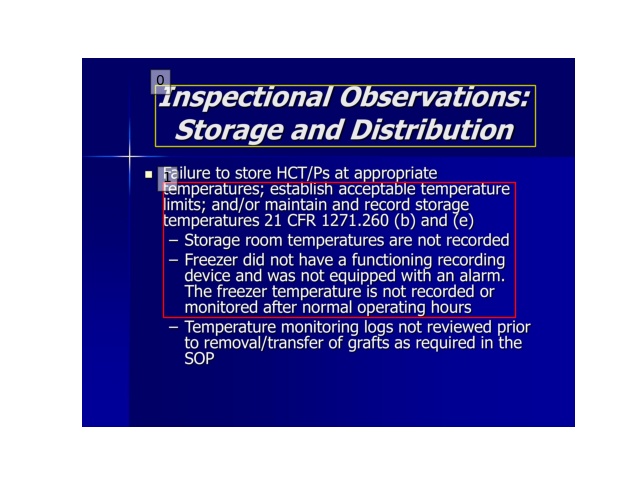 0
Inspectional Observations:
Storage and Distribution
1
Failure to store HCT/Ps at appropriate
temperatures; establish acceptable temperature
limits; and/or maintain and record storage
temperatures 21 CFR 1271.260 (b) and (e)
– Storage room temperatures are not recorded
– Freezer did not have a functioning recording
device and was not equipped with an alarm.
The freezer temperature is not recorded or
monitored after normal operating hours
– Temperature monitoring logs not reviewed prior
to removal/transfer of grafts as required in the
SOP